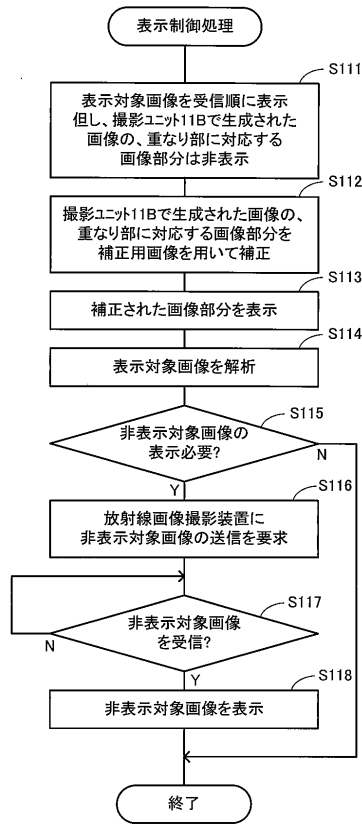 表示制御処理
S111
表示対象画像を受信順に表示
但し、撮影ユニット11Bで生成された
画像の、重なり部に対応する
画像部分は非表示
S112
撮影ユニット11Bで生成された画像の、
重なり部に対応する画像部分を
補正用画像を用いて補正
S113
補正された画像部分を表示
S114
表示対象画像を解析
S115
非表示対象画像の
表示必要?
N
Y
S116
放射線画像撮影装置に
非表示対象画像の送信を要求
S117
非表示対象画像
を受信?
N
Y
S118
非表示対象画像を表示
終了